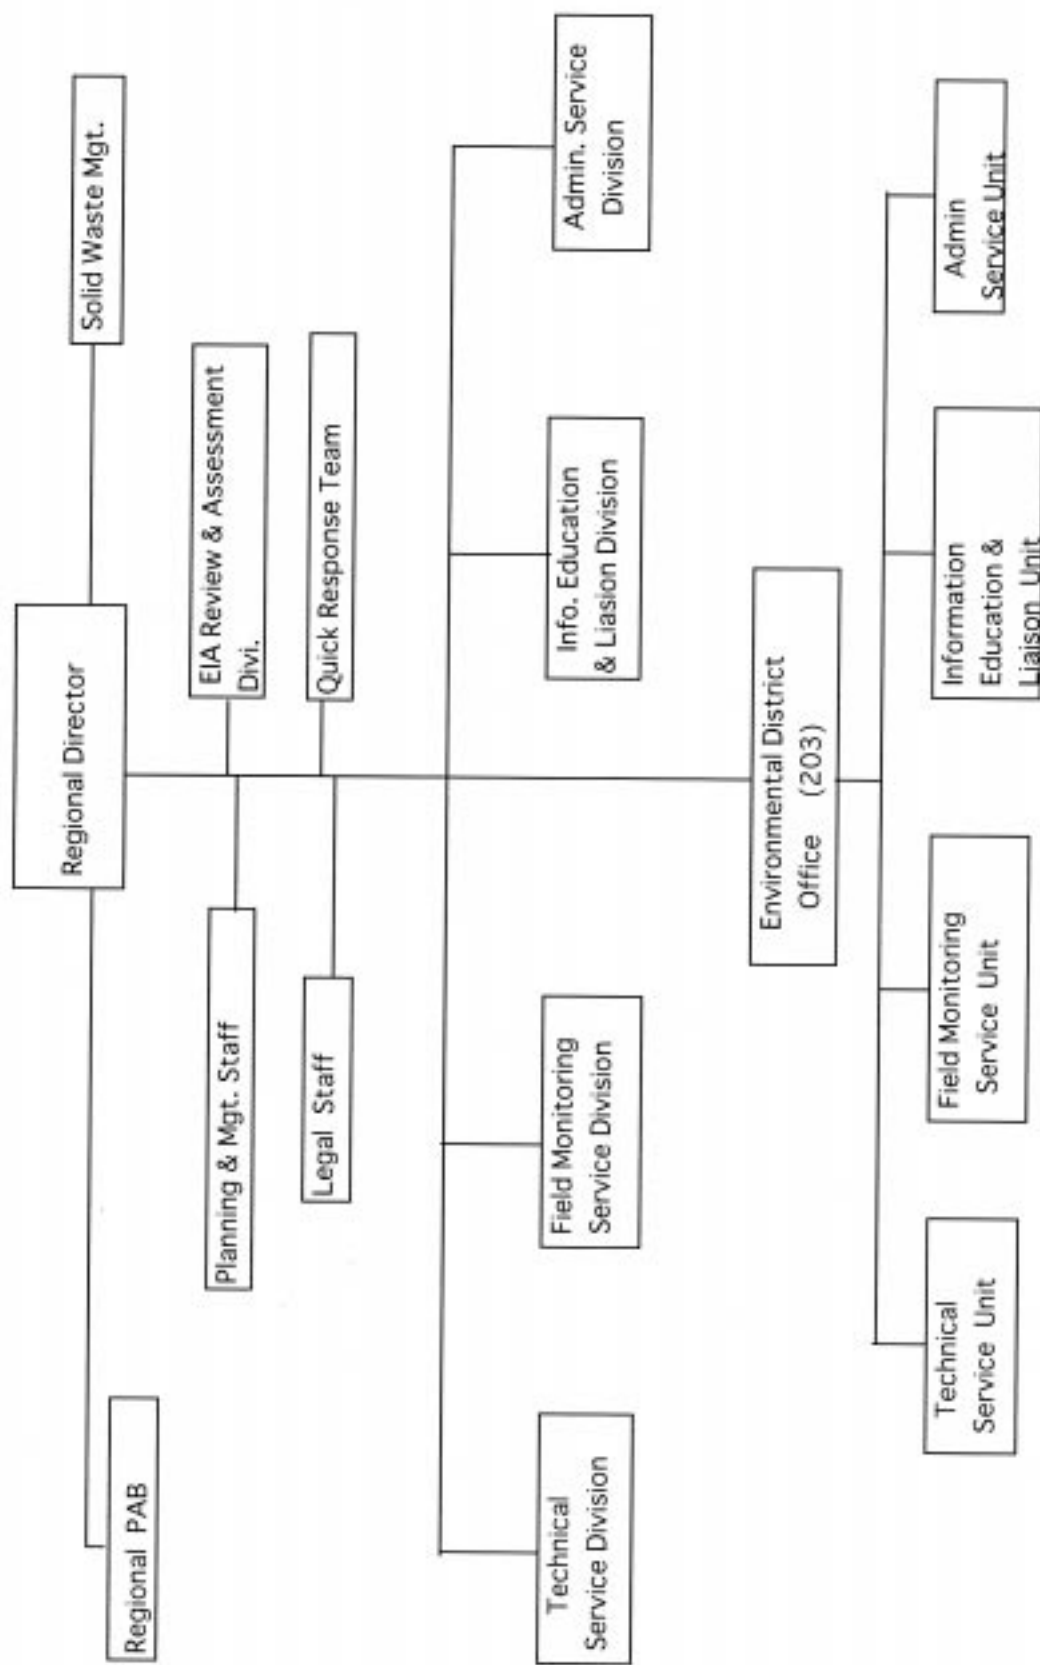 Regional Director
Regional PAB
Solid Waste Mgt.
Planning & Mgt. Staff
EIA Review & Assessment
Divi.
Legal Staff
Quick Response Team
Technical
Service Division
Field Monitoring
Service Division
Info. Education
& Liasion Division
Admin. Service
Division
Environmental District
Office (203)
Technical
Service Unit
Field Monitoring
Service Unit
Information
Education &
Liaison Unit
Admin
Service Unit